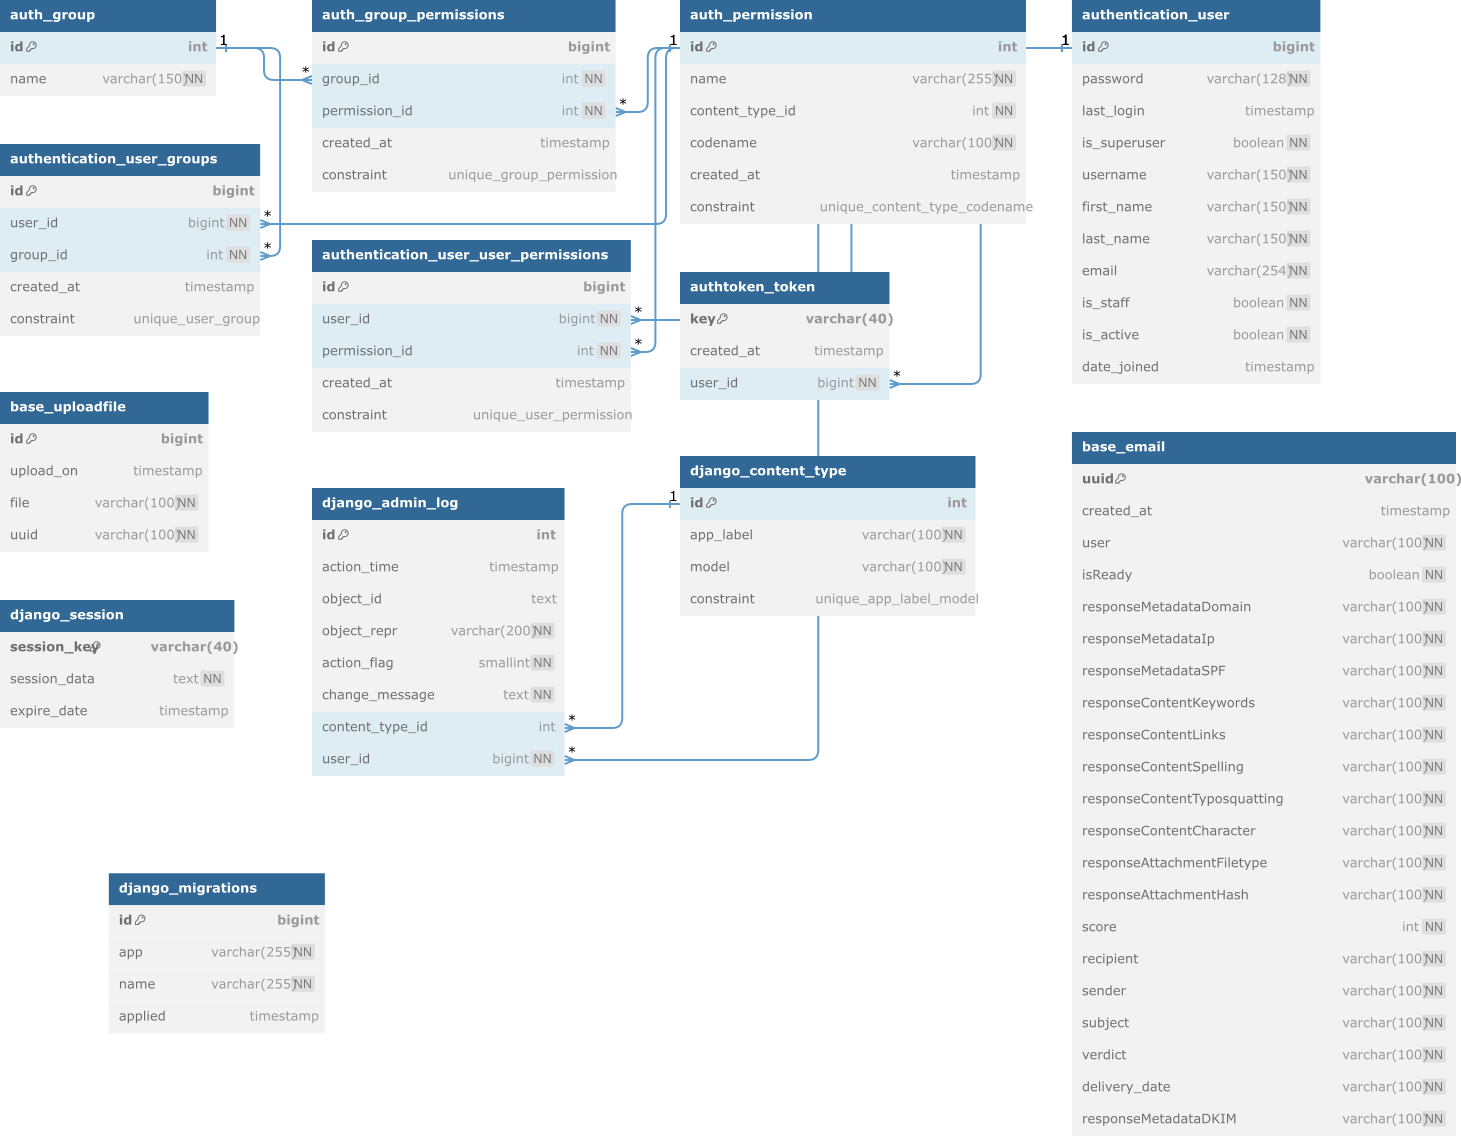 auth_group
id int
name varchar(150) NN
1
*
auth_group_permissions
id bigint
group_id int NN
permission_id int NN
created_at timestamp
constraint unique_group_permission
*
1
auth_permission
id int
name varchar(255) NN
content_type_id int NN
codename varchar(100) NN
created_at timestamp
constraint unique_content_type_codename
1
authentication_user
id bigint
password varchar(128) NN
last_login timestamp
is_superuser boolean NN
username varchar(150) NN
first_name varchar(150) NN
last_name varchar(150) NN
email varchar(254) NN
is_staff boolean NN
is_active boolean NN
date_joined timestamp
authentication_user_groups
id bigint
user_id bigint NN
group_id int NN
created_at timestamp
constraint unique_user_group
*
*
authentication_user_user_permissions
id bigint
user_id bigint NN
permission_id int NN
created_at timestamp
constraint unique_user_permission
*
*
authtoken_token
key varchar(40)
created_at timestamp
user_id bigint NN
*
base_uploadfile
id bigint
upload_on timestamp
file varchar(100) NN
uuid varchar(100) NN
django_session
session_key varchar(40)
session_data text NN
expire_date timestamp
django_admin_log
id int
action_time timestamp
object_id text
object_repr varchar(200) NN
action_flag smallint NN
change_message text NN
content_type_id int
user_id bigint NN
*
*
1
django_content_type
id int
app_label varchar(100) NN
model varchar(100) NN
constraint unique_app_label_model
base_email
uuid varchar(100)
created_at timestamp
user varchar(100) NN
isReady boolean NN
responseMetadataDomain varchar(100) NN
responseMetadataIp varchar(100) NN
responseMetadataSPF varchar(100) NN
responseContentKeywords varchar(100) NN
responseContentLinks varchar(100) NN
responseContentSpelling varchar(100) NN
responseContentTyposquatting varchar(100) NN
responseContentCharacter varchar(100) NN
responseAttachmentFiletype varchar(100) NN
responseAttachmentHash varchar(100) NN
score int NN
recipient varchar(100) NN
sender varchar(100) NN
subject varchar(100) NN
verdict varchar(100) NN
delivery_date varchar(100) NN
responseMetadataDKIM varchar(100) NN
django_migrations
id bigint
app varchar(255) NN
name varchar(255) NN
applied timestamp